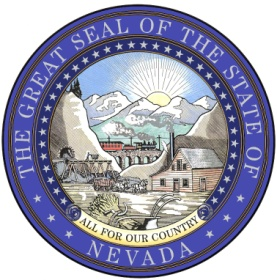 THE GREAT SEAL OF THE STATE OF
NEVADA
ALL FOR OUR COUNTRY